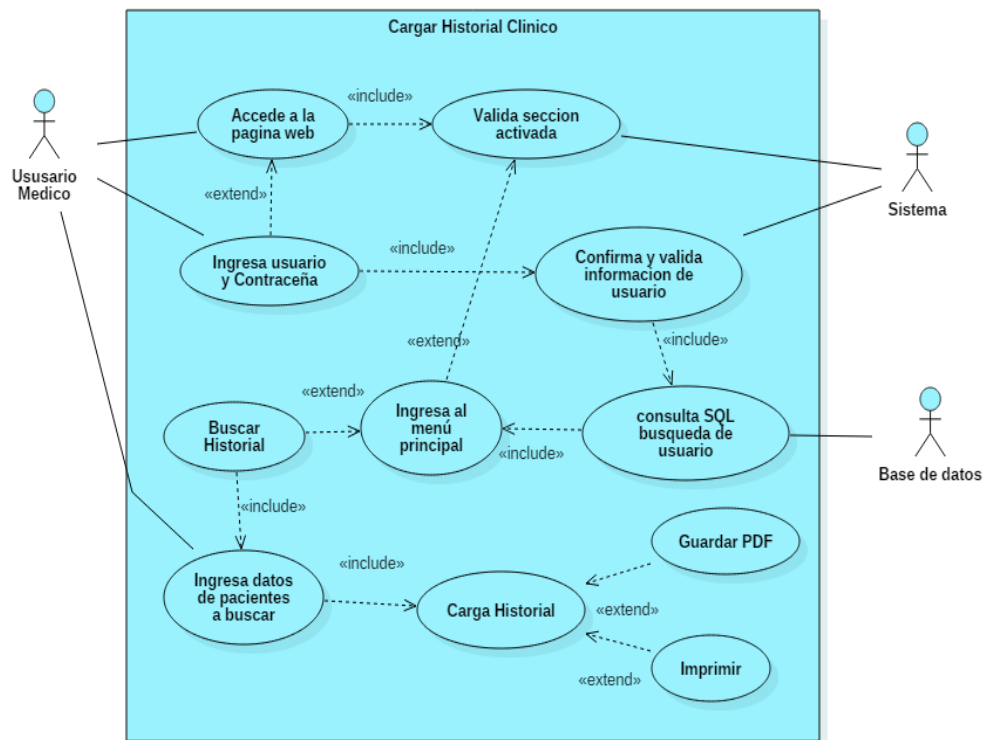 Cargar Historial Clinico
Accede a la
pagina web
«include»
Valida seccion
activada
Ususario
Medico
Sistema
«extend»
Ingresa usuario
y Contraceña
«include»
Confirma y valida
informacion de
usuario
«extend»
«include»
«extend»
Buscar
Historial
Ingresa al
menú
principal
«include»
consulta SQL
busqueda de
usuario
Base de datos
«include»
Ingresa datos
de pacientes
a buscar
«include»
Carga Historial
Guardar PDF
«extend»
Imprimir
«extend»